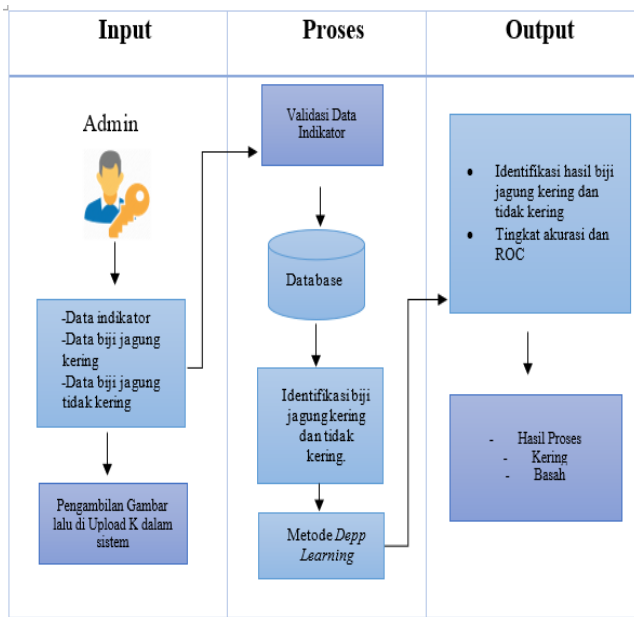 Input
Proses
Output
Admin
-Data indikator
-Data biji jagung
kering
-Data biji jagung
tidak kering
Pengambilan Gambar
lalu di Upload K dalam
sistem
Validasi Data
Indikator
Database
Identifikasi biji
jagung kering
dan tidak
kering.
Metode Depp
Learning
• Identifikasi hasil biji
jagung kering dan tidak
kering
• Tingkat akurasi dan
ROC
- Hasil Proses
- Kering
- Basah